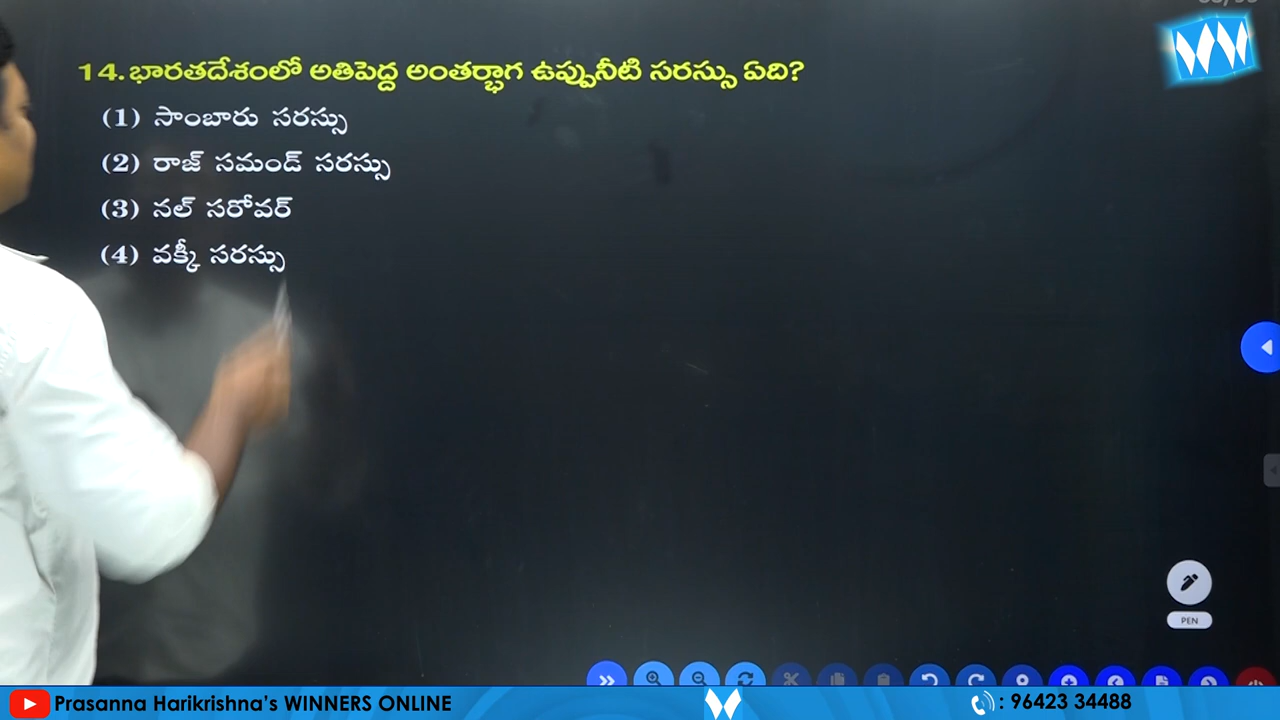 14. భారతదేశంలో అతిపెద్ద అంతర్భాగ ఉప్పునీటి సరస్సు ఏది?
(1) సాంబారు సరస్సు
(2) రాజ్ సమండ్ సరస్సు
(3) నల్ సరోవర్
(4) వక్కీ సరస్సు
PEN
Prasanna Harikrishna's WINNERS ONLINE
: 96423 34488